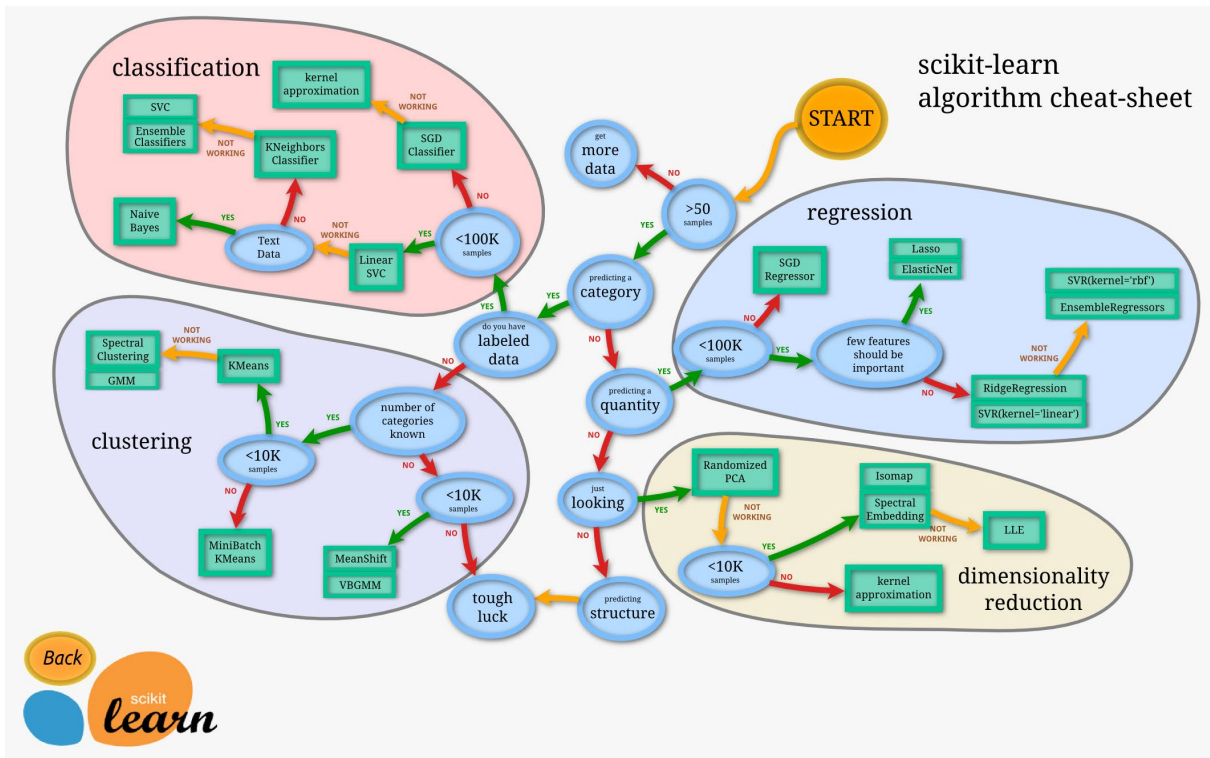 scikit-learn
algorithm cheat-sheet
START
>50
samples
NO
get
more
data
YES
predicting a
category
YES
do you have
labeled
data
NO
predicting a
quantity
YES
NO
just
looking
YES
NO
predicting
structure
tough
luck
classification
YES
<100K
samples
YES
Linear
SVC
NOT
WORKING
Text
Data
YES
Naive
Bayes
NO
KNeighbors
Classifier
NOT
WORKING
SVC
Ensemble
Classifiers
NO
SGD
Classifier
NOT
WORKING
kernel
approximation
clustering
NO
number of
categories
known
YES
<10K
samples
YES
KMeans
NOT
WORKING
Spectral
Clustering
GMM
NO
MiniBatch
KMeans
NO
<10K
samples
YES
MeanShift
VBGMM
NO
regression
<100K
samples
NO
SGD
Regressor
YES
few features
should be
important
YES
Lasso
ElasticNet
NO
RidgeRegression
SVR(kernel='linear')
NOT
WORKING
SVR(kernel='rbf')
EnsembleRegressors
dimensionality
reduction
Randomized
PCA
NOT
WORKING
<10K
samples
YES
Isomap
Spectral
Embedding
NOT
WORKING
LLE
NO
kernel
approximation
Back
scikit
learn